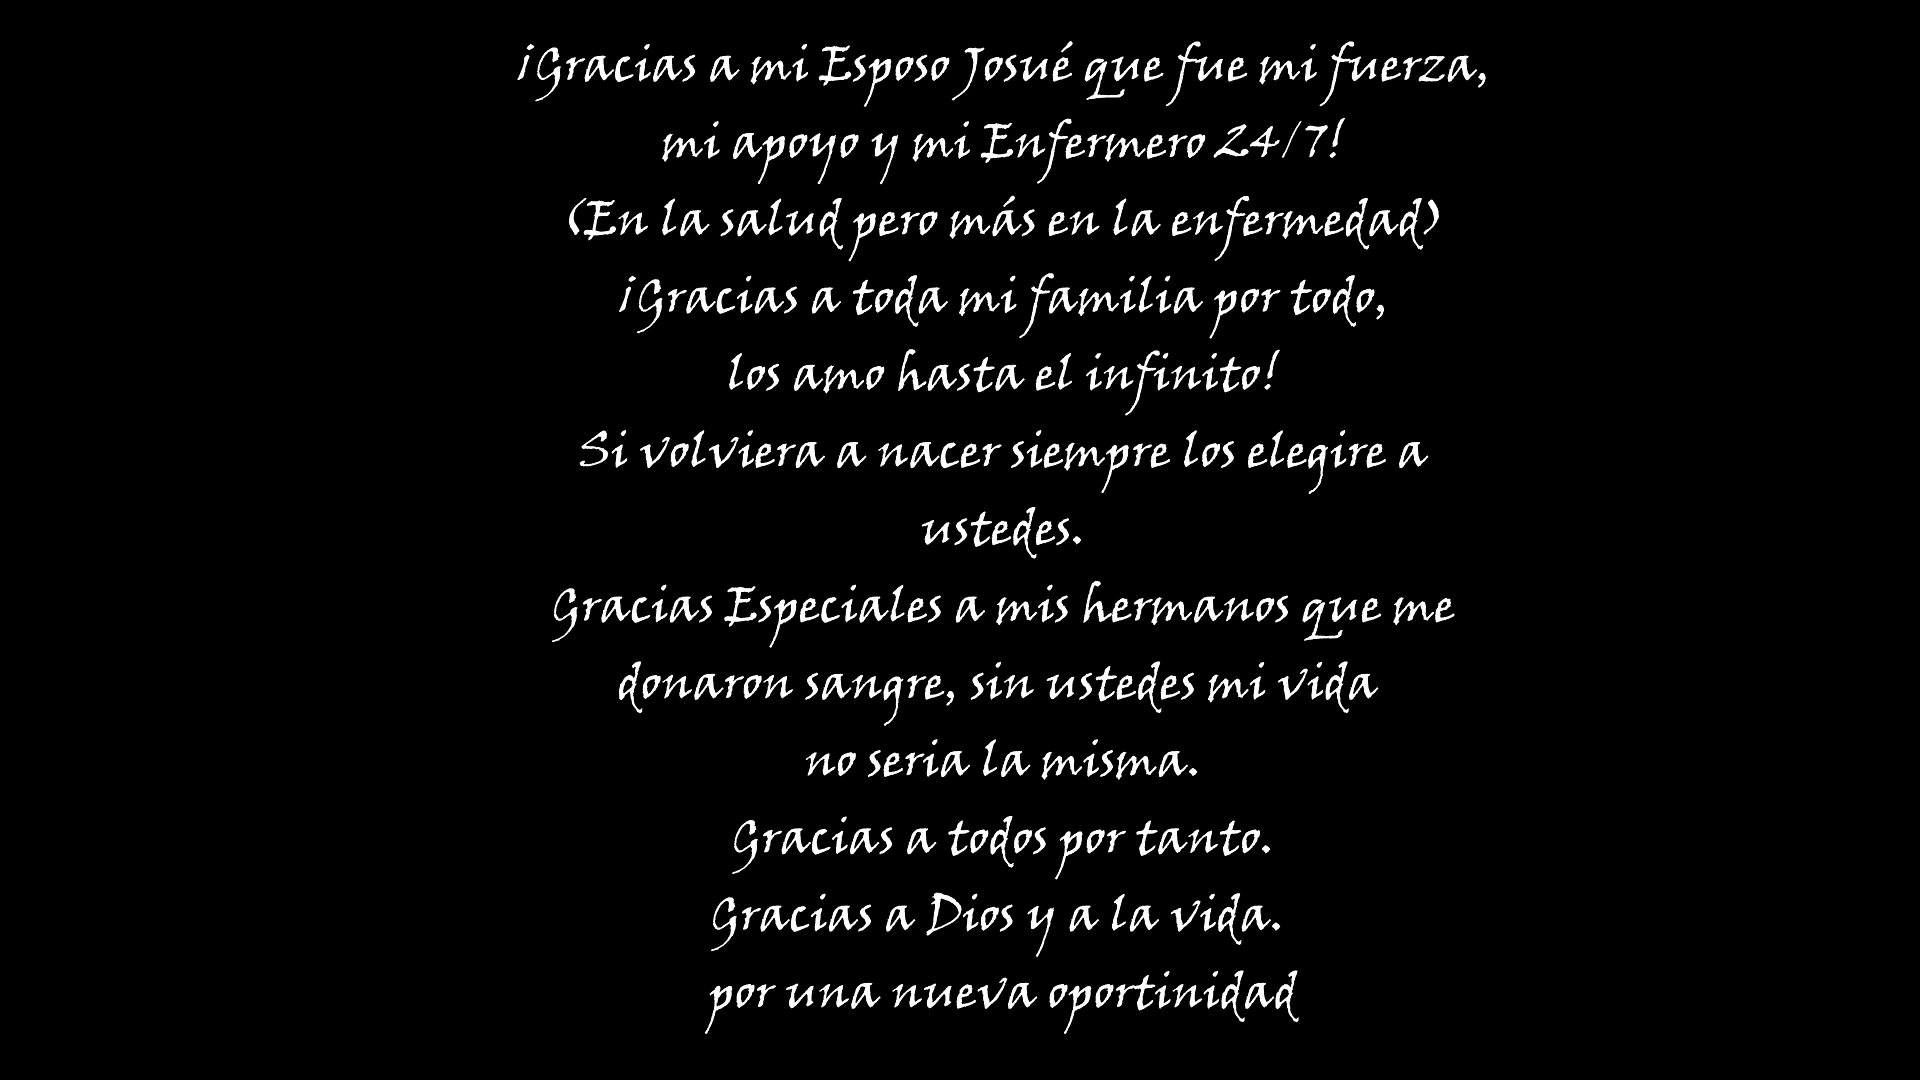 ¡Gracias a mi Esposo Josué que fue mi fuerza,
mi apoyo y mi Enfermero 24/7!
(En la salud pero más en la enfermedad)
¡Gracias a toda mi familia por todo,
los amo hasta el infinito!
Si volviera a nacer siempre los elegire a
ustedes.
Gracias Especiales a mis hermanos que me
donaron sangre, sin ustedes mi vida
no seria la misma.
Gracias a todos por tanto.
Gracias a Dios y a la vida.
por una nueva oportinidad